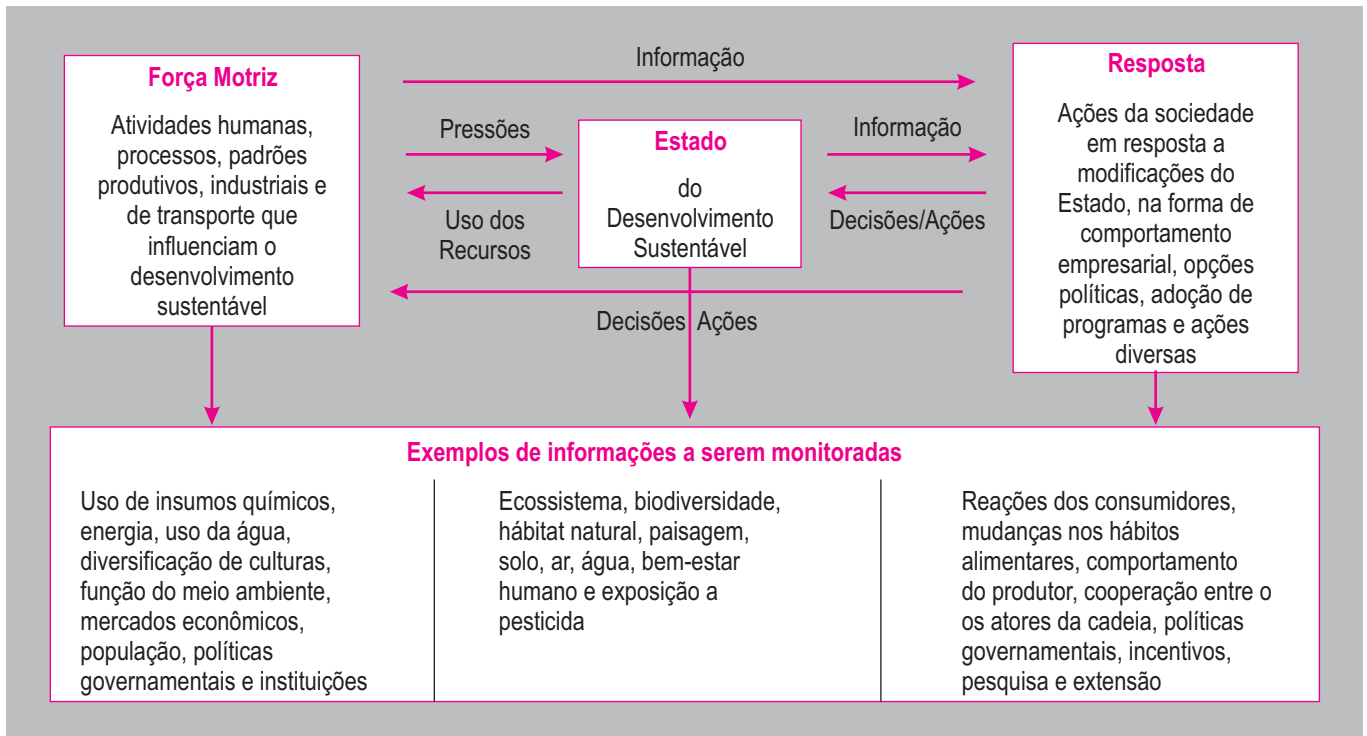 Força Motriz
Atividades humanas,
processos, padrões
produtivos, industriais e
de transporte que
influenciam o
desenvolvimento
sustentável
Informação
Pressões
Uso dos
Recursos
Estado
do
Desenvolvimento
Sustentável
Informação
Decisões/Ações
Decisões Ações
Resposta
Ações da sociedade
em resposta a
modificações do
Estado, na forma de
comportamento
empresarial, opções
políticas, adoção de
programas e ações
diversas
Exemplos de informações a serem monitoradas
Uso de insumos químicos,
energia, uso da água,
diversificação de culturas,
função do meio ambiente,
mercados econômicos,
população, políticas
governamentais e instituições
Ecossistema, biodiversidade,
hábitat natural, paisagem,
solo, ar, água, bem-estar
humano e exposição a
pesticida
Reações dos consumidores,
mudanças nos hábitos
alimentares, comportamento
do produtor, cooperação entre o
os atores da cadeia, políticas
governamentais, incentivos,
pesquisa e extensão